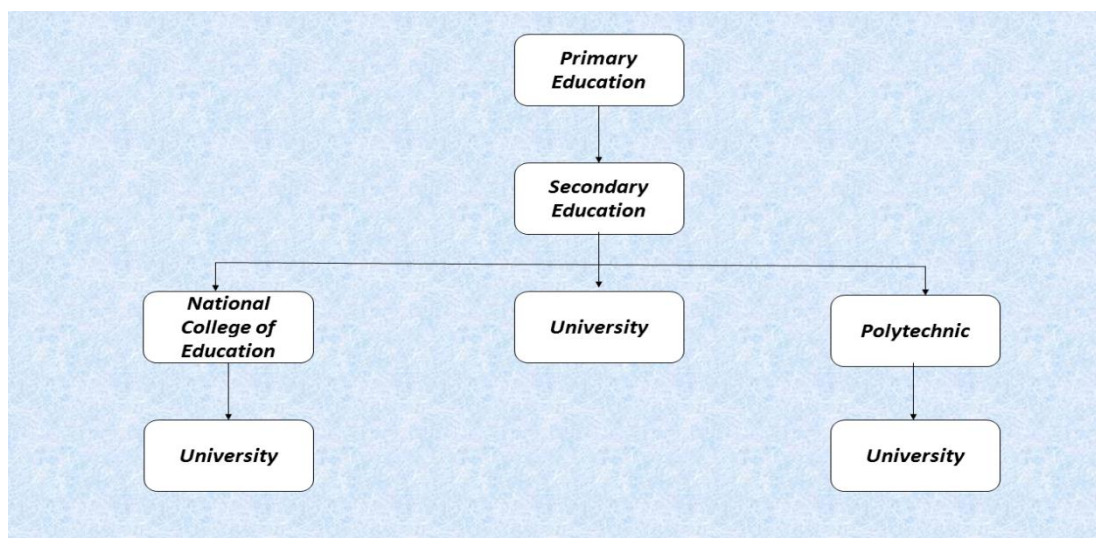 Primary
Education
Secondary
Education
National
College of
Education
University
Polytechnic
University
University